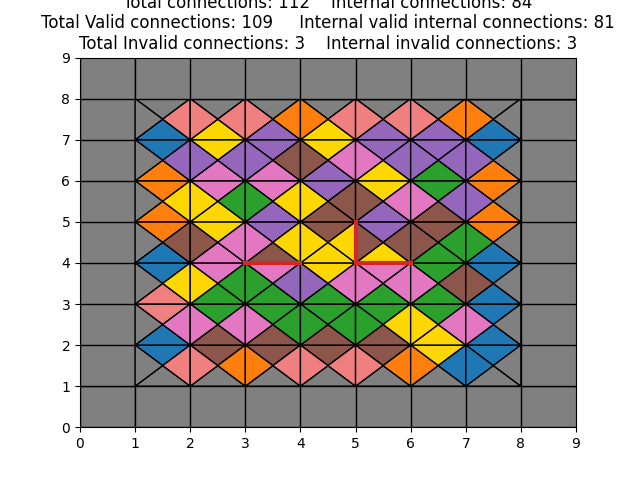 Total connections: 112    Internal connections: 84
Total Valid connections: 109    Internal valid internal connections: 81
Total Invalid connections: 3    Internal invalid connections: 3
9
8
7
6
5
4
3
2
1
0
0 1 2 3 4 5 6 7 8 9